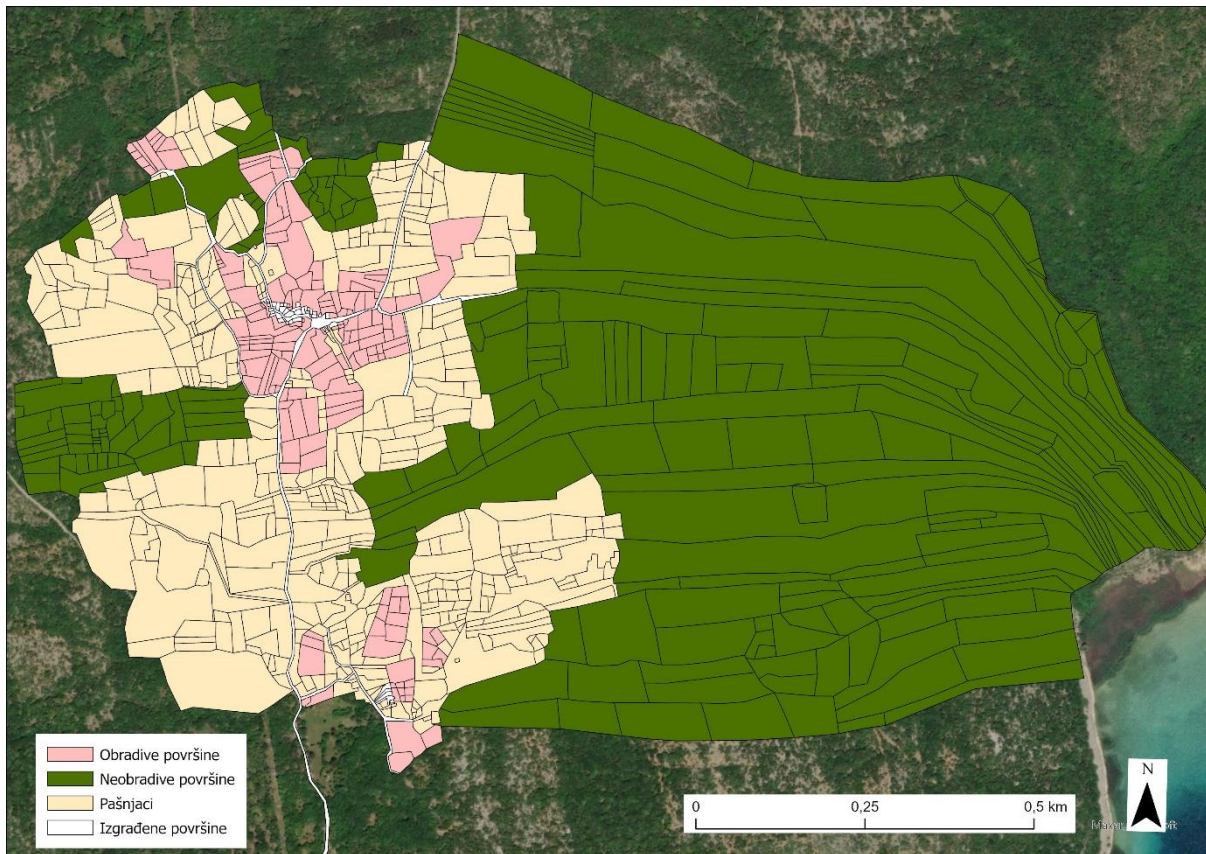 Obradive površine
Neobradive površine
Pašnjaci
Izgrađene površine
0
0,25
0,5 km
N